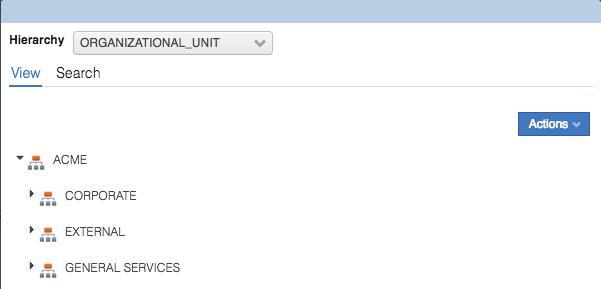 Hierarchy ORGANIZATIONAL_UNIT
View Search
Actions
ACME
CORPORATE
EXTERNAL
GENERAL SERVICES